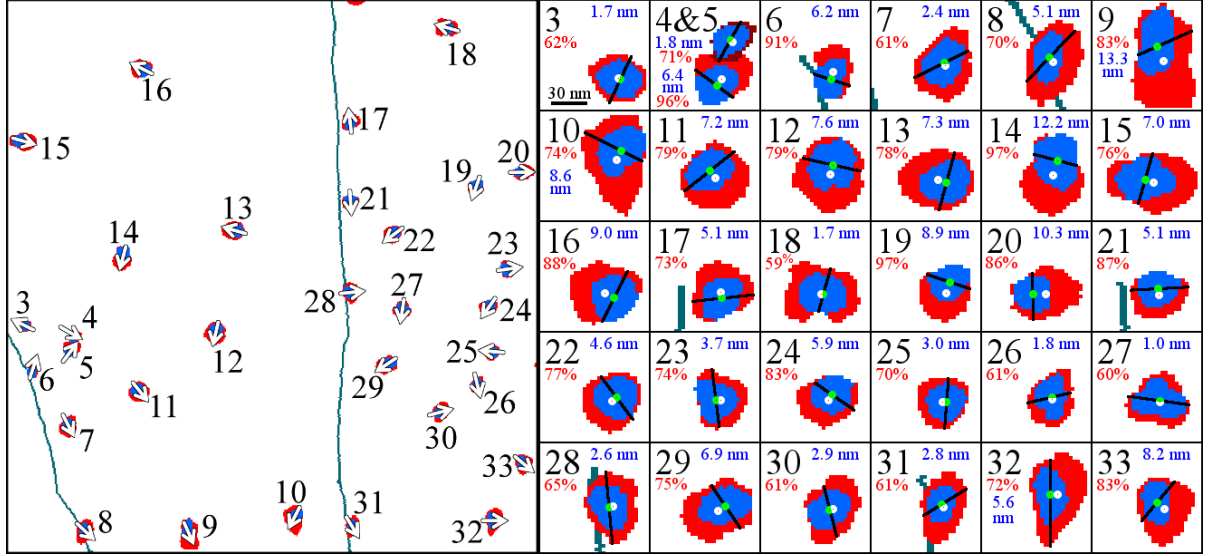 18
16
17
15
19
20
13
21
14
22
23
3
4
28
27
24
5
12
25
6
29
26
11
30
7
33
10
8
9
31
32
3 1.7 nm
62%
30 nm
4&5
1.8 nm
71%
6.4
nm
96%
6 6.2 nm
91%
7 2.4 nm
61%
8 5.1 nm
70%
9
83%
13.3
nm
10
74%
8.6
nm
11 7.2 nm
79%
12 7.6 nm
79%
13 7.3 nm
78%
14 12.2 nm
97%
15 7.0 nm
76%
16 9.0 nm
88%
17 5.1 nm
73%
18 1.7 nm
59%
19 8.9 nm
97%
20 10.3 nm
86%
21 5.1 nm
87%
22 4.6 nm
77%
23 3.7 nm
74%
24 5.9 nm
83%
25 3.0 nm
70%
26 1.8 nm
61%
27 1.0 nm
60%
28 2.6 nm
65%
29 6.9 nm
75%
30 2.9 nm
61%
31 2.8 nm
61%
32
72%
5.6
nm
33 8.2 nm
83%